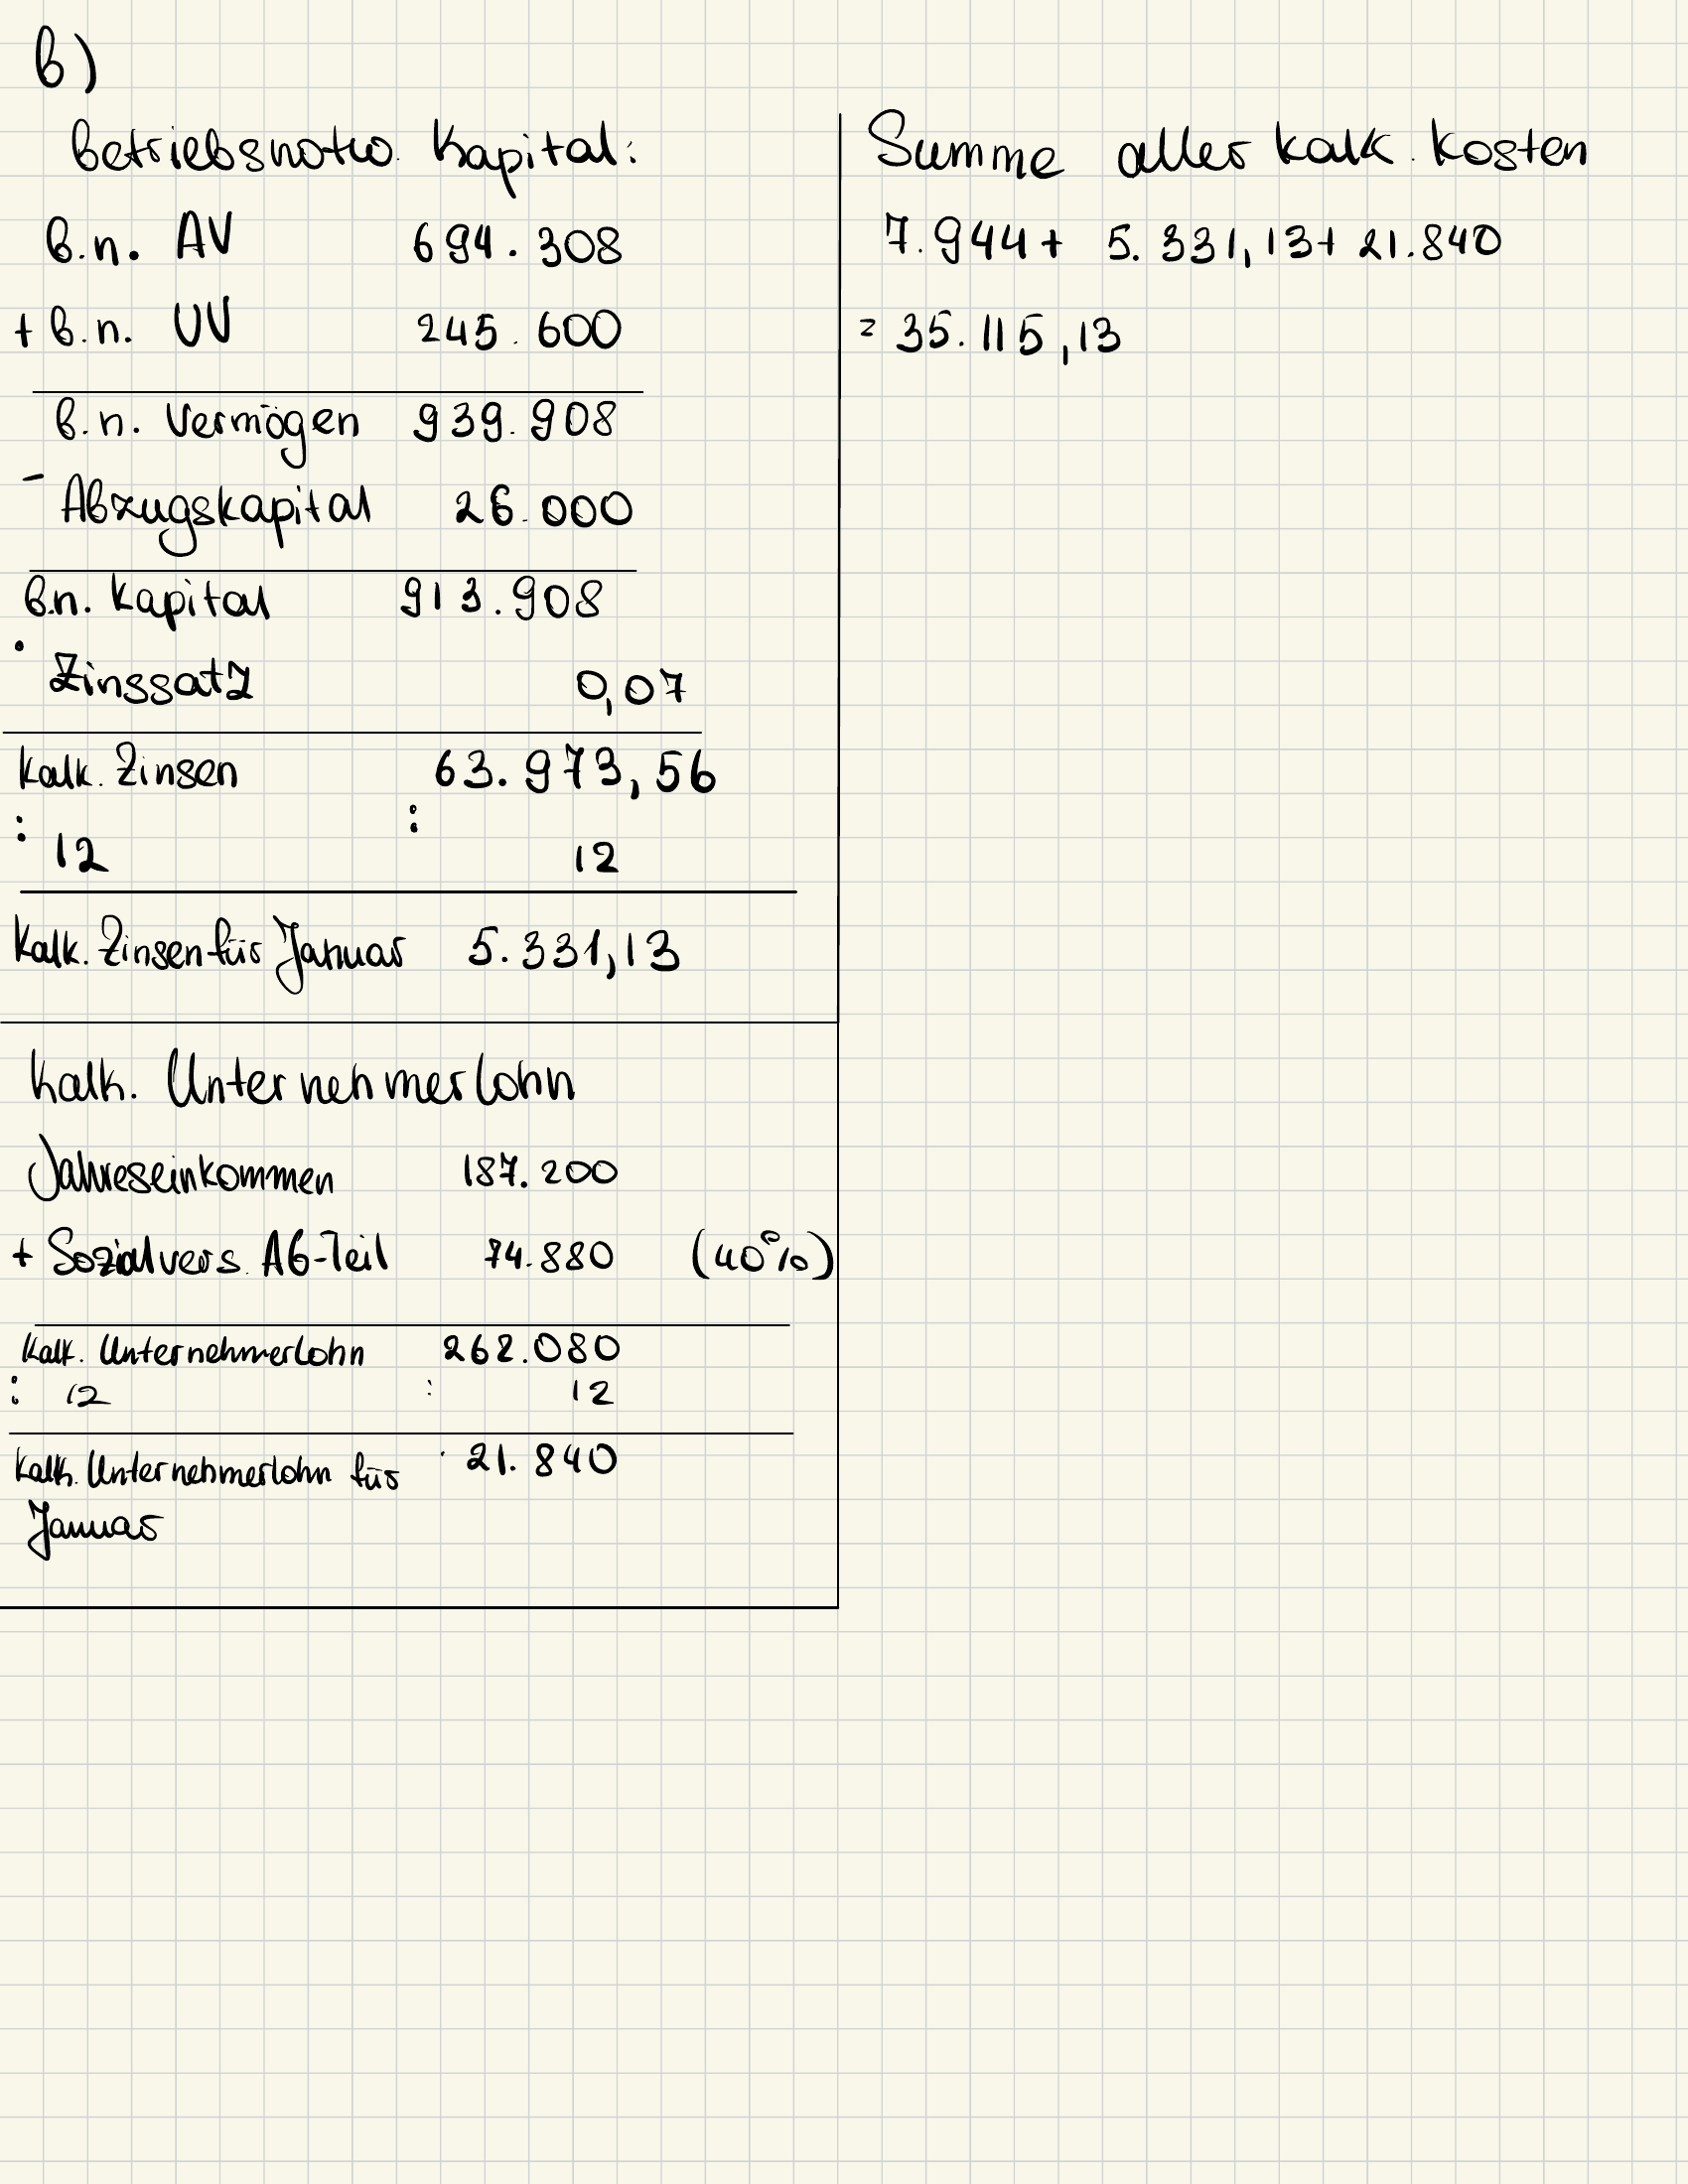 b)
Betriebsnotw. Kapital:
b.n. AV 694.308
+ b.n. UV 245.600
b.n. Vermögen 939.908
- Abzugskapital 26.000
b.n. Kapital 913.908
· Zinssatz 0,07
Kalk. Zinsen 63.973,56
: 12 : 12
Kalk. Zinsen für Januar 5.331,13
Kalk. Unternehmerlohn
Jahreseinkommen 187.200
+ Sozialvers. AG-Teil 74.880 (40%)
Kalk. Unternehmerlohn 262.080
: 12 : 12
Kalk. Unternehmerlohn für 21.840
Januar
Summe aller kalk. Kosten
7.944 + 5.331,13 + 21.840
= 35.115,13